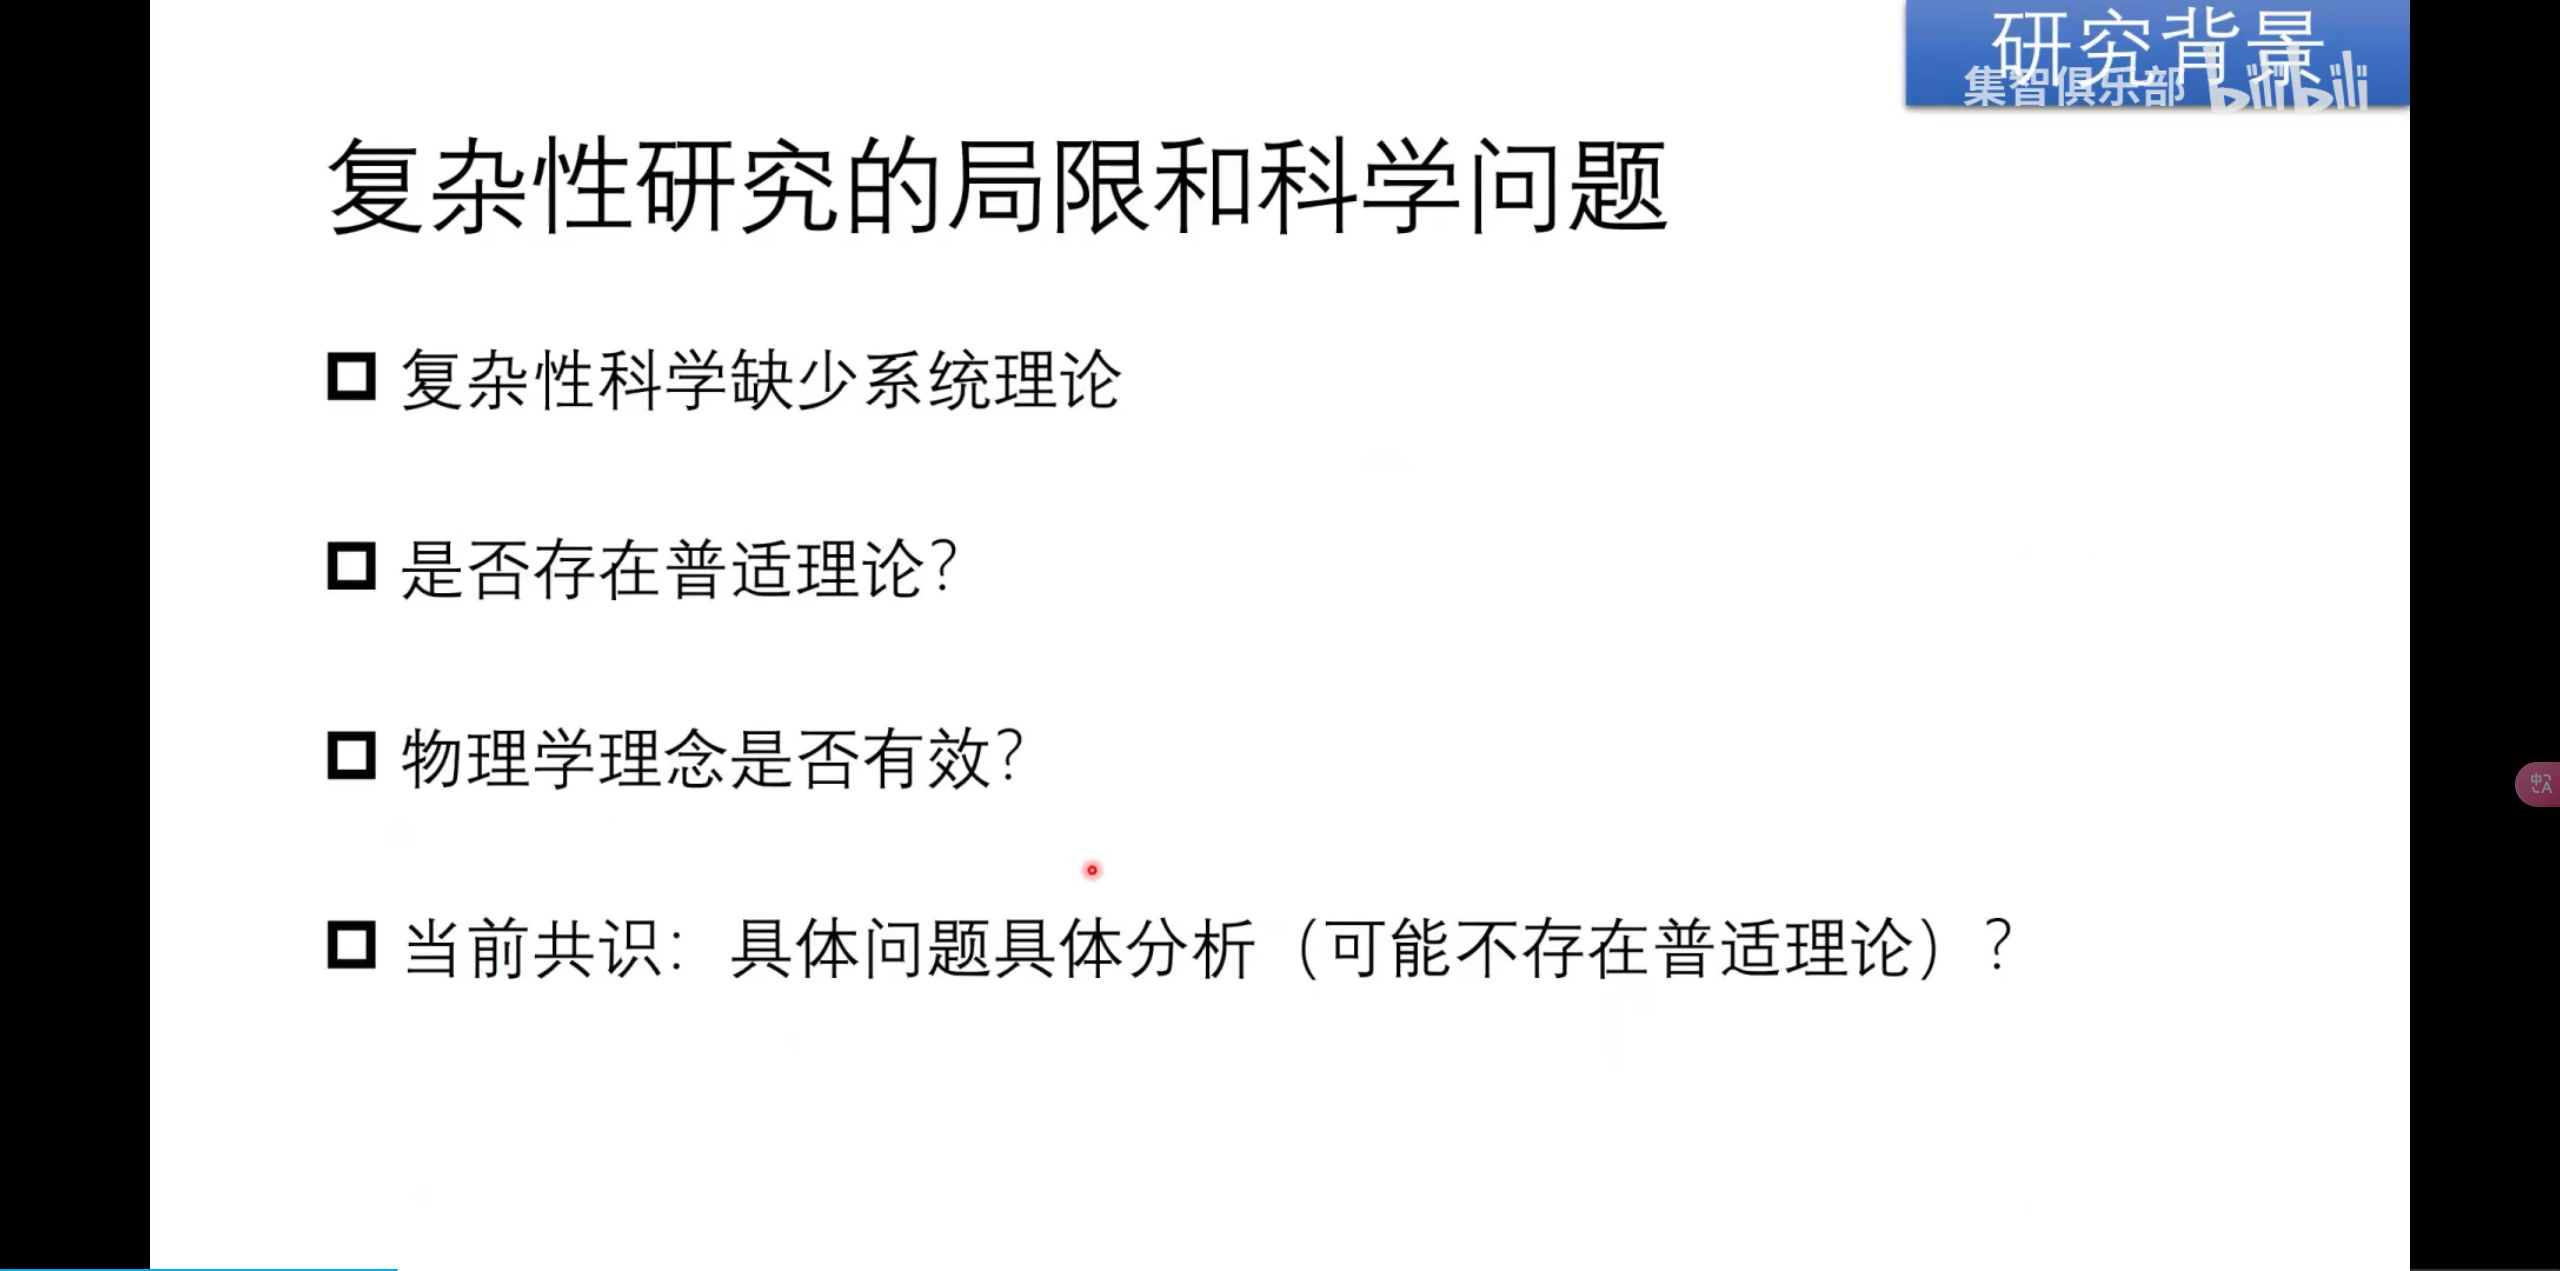 研究背景
集智俱乐部 bilibili
复杂性研究的局限和科学问题
复杂性科学缺少系统理论
是否存在普适理论？
物理学理念是否有效？
当前共识：具体问题具体分析（可能不存在普适理论）？
中A